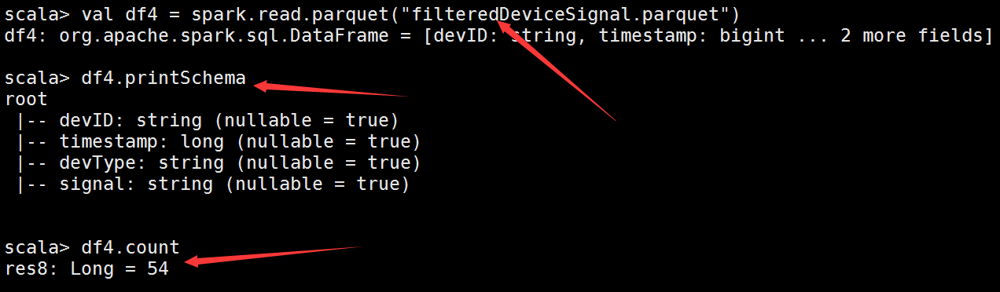 scala> val df4 = spark.read.parquet("filteredDeviceSignal.parquet")
df4: org.apache.spark.sql.DataFrame = [devID: string, timestamp: bigint ... 2 more fields]
scala> df4.printSchema
root
 |-- devID: string (nullable = true)
 |-- timestamp: long (nullable = true)
 |-- devType: string (nullable = true)
 |-- signal: string (nullable = true)
scala> df4.count
res8: Long = 54